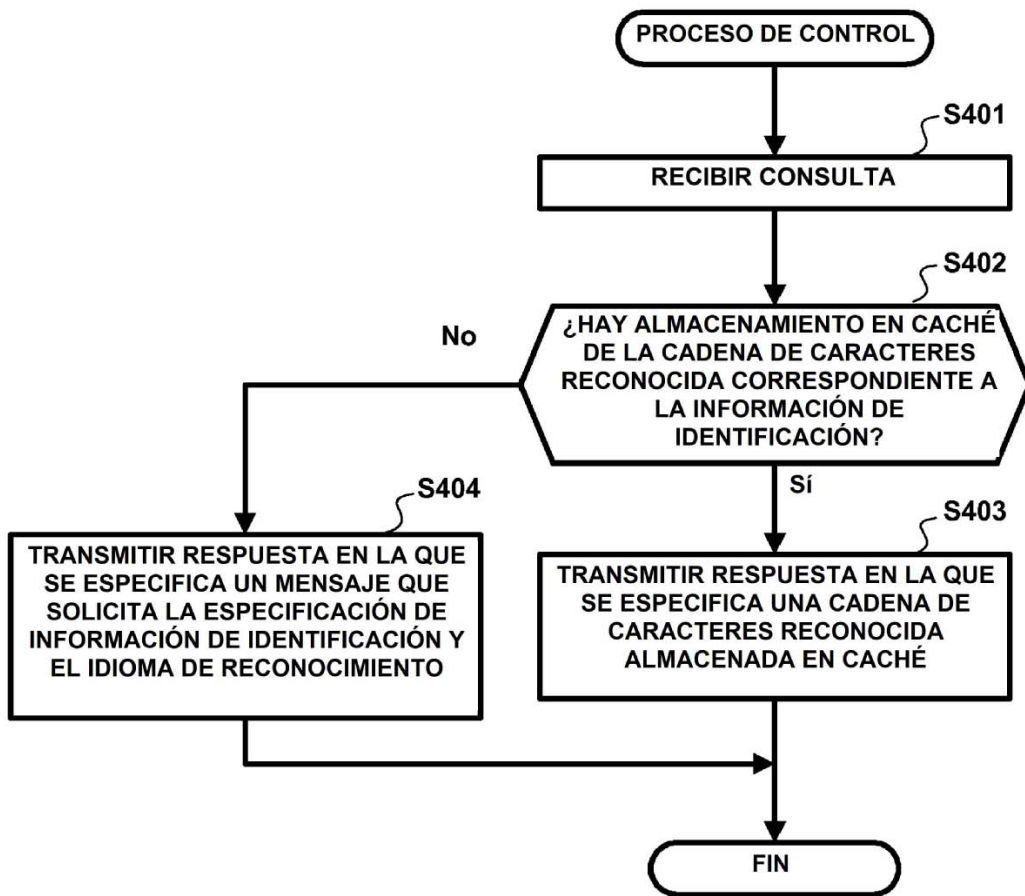 PROCESO DE CONTROL
S401
RECIBIR CONSULTA
S402
¿HAY ALMACENAMIENTO EN CACHÉ
DE LA CADENA DE CARACTERES
RECONOCIDA CORRESPONDIENTE A
LA INFORMACIÓN DE
IDENTIFICACIÓN?
No
Sí
S404
TRANSMITIR RESPUESTA EN LA QUE
SE ESPECIFICA UN MENSAJE QUE
SOLICITA LA ESPECIFICACIÓN DE
INFORMACIÓN DE IDENTIFICACIÓN Y
EL IDIOMA DE RECONOCIMIENTO
S403
TRANSMITIR RESPUESTA EN LA QUE
SE ESPECIFICA UNA CADENA DE
CARACTERES RECONOCIDA
ALMACENADA EN CACHÉ
FIN